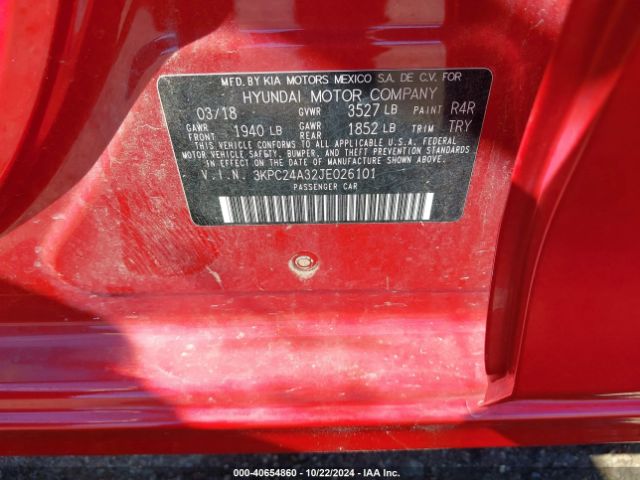 MFD. BY KIA MOTORS MEXICO S.A. DE C.V. FOR
HYUNDAI MOTOR COMPANY
03/18 GVWR 3527 LB PAINT R4R
GAWR FRONT 1940 LB GAWR REAR 1852 LB TRIM TRY
THIS VEHICLE CONFORMS TO ALL APPLICABLE U.S.A. FEDERAL
MOTOR VEHICLE SAFETY, BUMPER, AND THEFT PREVENTION STANDARDS
IN EFFECT ON THE DATE OF MANUFACTURE SHOWN ABOVE.
V.I.N. 3KPC24A32JE026101
PASSENGER CAR
000-40654860 - 10/22/2024 - IAA Inc.